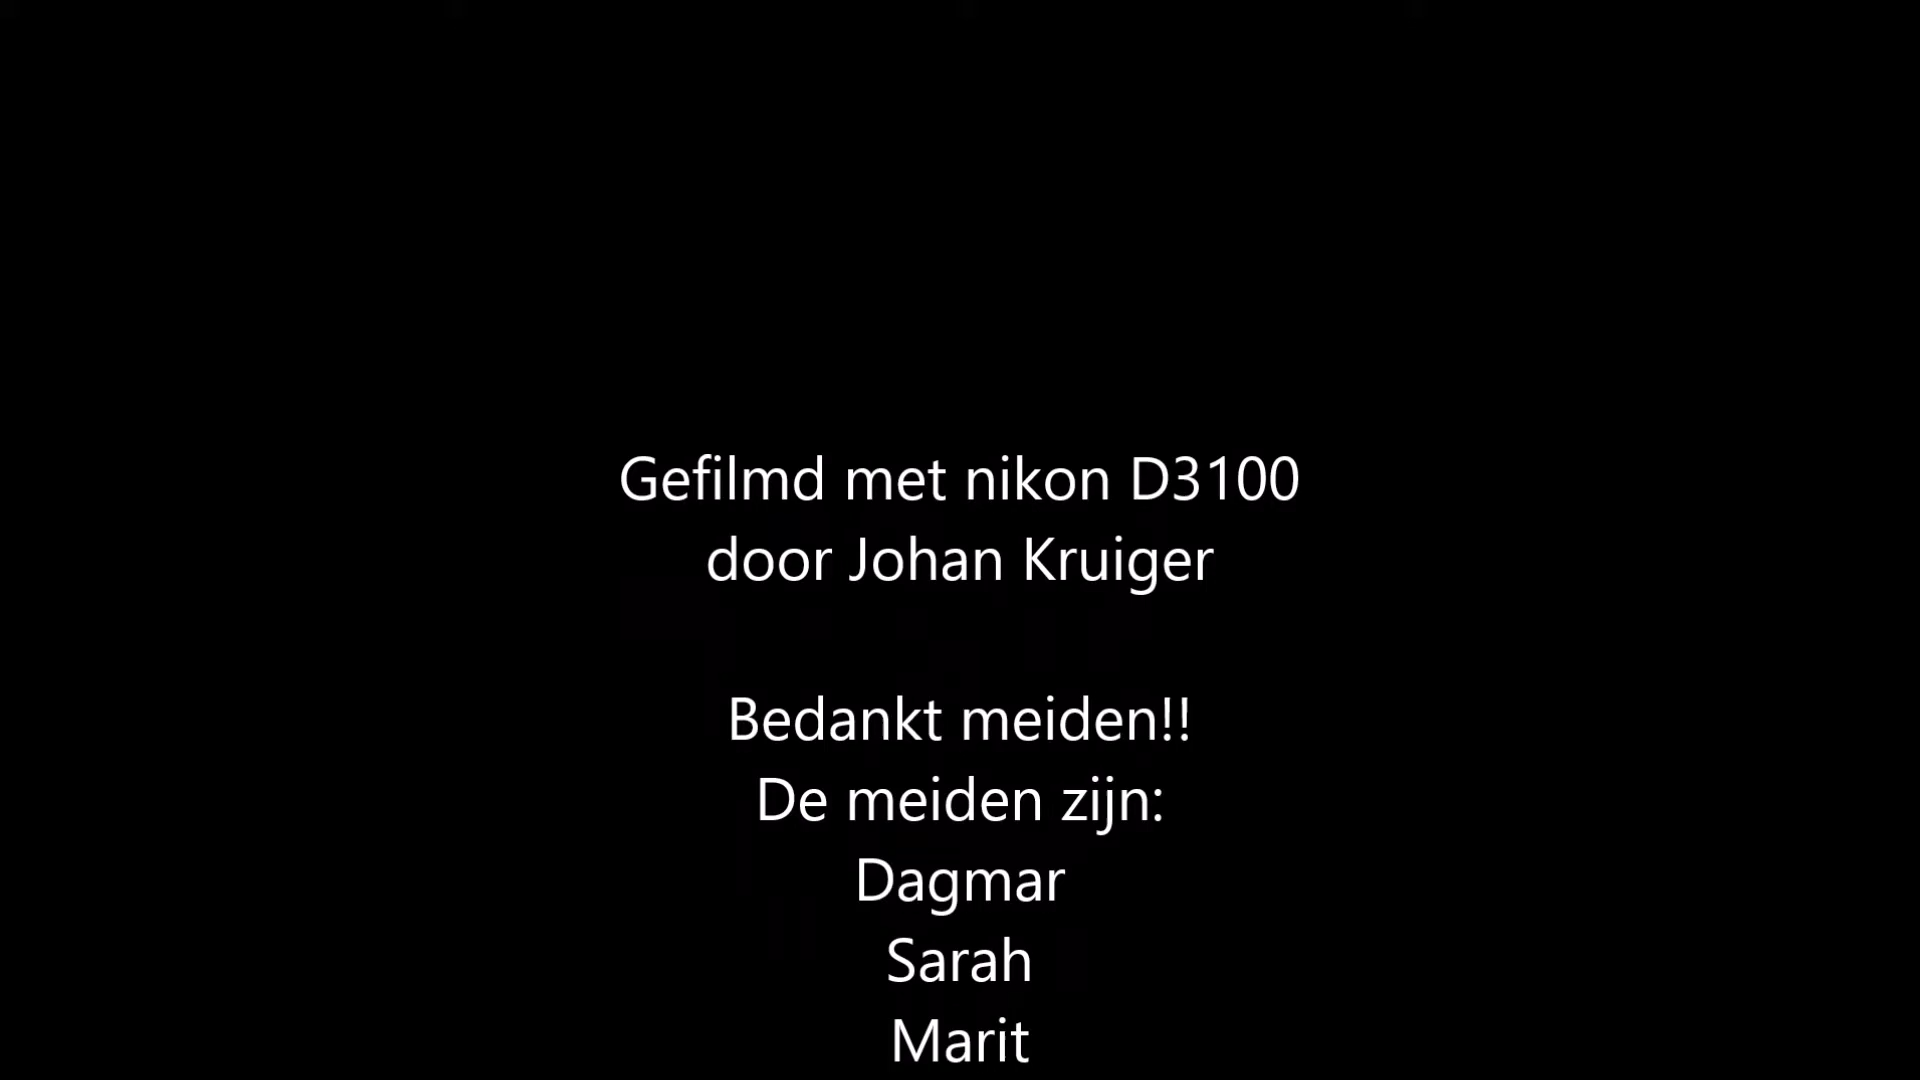 Gefilmd met nikon D3100
door Johan Kruiger
Bedankt meiden!!
De meiden zijn:
Dagmar
Sarah
Marit